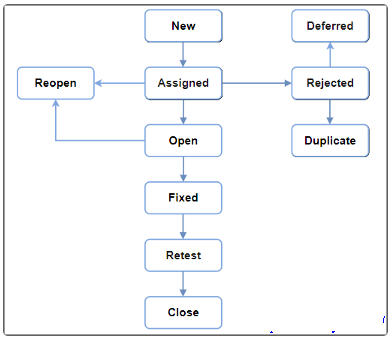 New
Deferred
Reopen
Assigned
Rejected
Open
Duplicate
Fixed
Retest
Close